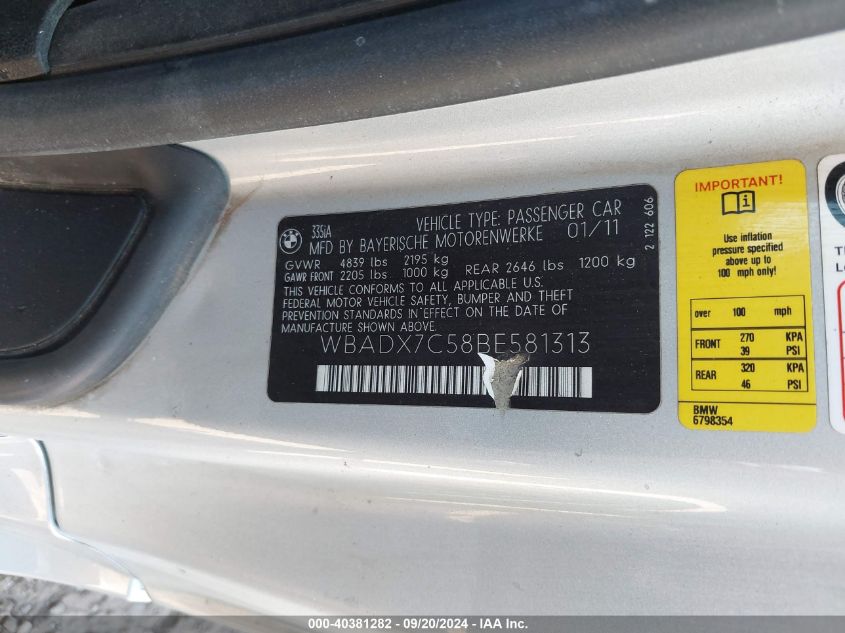 335iA VEHICLE TYPE: PASSENGER CAR
MFD BY BAYERISCHE MOTORENWERKE 01/11
GVWR 4839 lbs 2195 kg
GAWR FRONT 2205 lbs 1000 kg REAR 2646 lbs 1200 kg
THIS VEHICLE CONFORMS TO ALL APPLICABLE U.S.
FEDERAL MOTOR VEHICLE SAFETY, BUMPER AND THEFT
PREVENTION STANDARDS IN EFFECT ON THE DATE OF
MANUFACTURE SHOWN ABOVE.
WBADX7C58BE581313
2 122 606
IMPORTANT!
Use inflation
pressure specified
above up to
100 mph only!
over 100 mph
FRONT 270 KPA
39 PSI
REAR 320 KPA
46 PSI
BMW
6798354
000-40381282 - 09/20/2024 - IAA Inc.